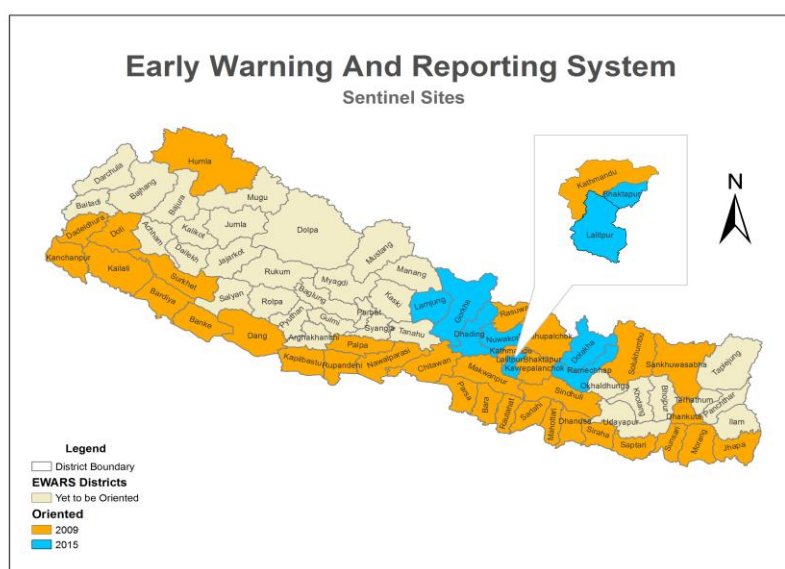 Early Warning And Reporting System
Sentinel Sites
N
Kathmandu
Bhaktapur
Lalitpur
Humla
Darchula
Bajhang
Baitadi
Bajura
Mugu
Dadeldhura
Doti
Achham
Kalikot
Jumla
Dolpa
Kanchanpur
Kailali
Dailekh
Jajarkot
Mustang
Surkhet
Rukum
Manang
Bardiya
Salyan
Rolpa
Myagdi
Baglung
Kaski
Lamjung
Gorkha
Banke
Dang
Pyuthan
Gulmi
Parbat
Syangja
Tanahu
Dhading
Rasuwa
Arghakhanchi
Palpa
Nuwakot
Kapilbastu
Rupandehi
Nawalparasi
Chitawan
Makwanpur
Kathmandu
Lalitpur
Bhaktapur
Kavrepalanchok
Dolakha
Ramechhap
Solukhumbu
Sankhuwasabha
Taplejung
Okhaldhunga
Sindhuli
Khotang
Bhojpur
Terhathum
Panchthar
Dhankuta
Ilam
Parsa
Bara
Rautahat
Sarlahi
Mahottari
Dhanusa
Siraha
Udayapur
Saptari
Sunsari
Morang
Jhapa
Legend
District Boundary
EWARS Districts
Yet to be Oriented
Oriented
2009
2015